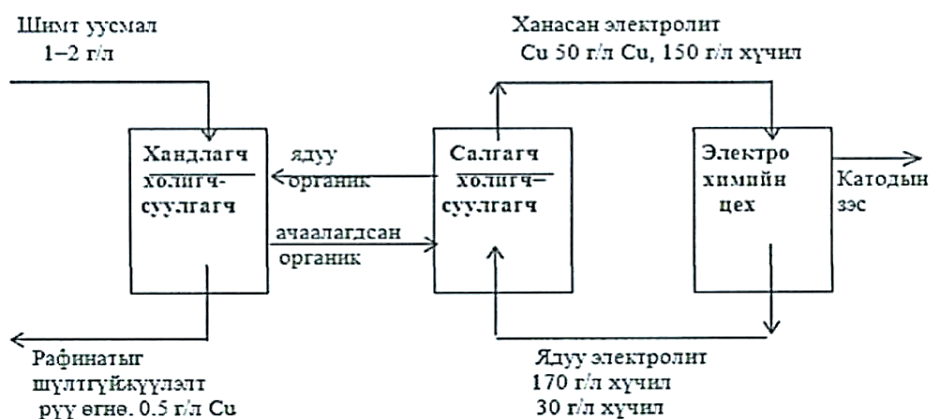 Шимт уусмал
1–2 г/л
Ханасан электролит
Cu 50 г/л Cu, 150 г/л хүчил
Хандлагч
холигч-
суулгагч
ядуу
органик
ачаалагдсан
органик
Салгагч
холигч–
суулгагч
Электро
химийн
цех
Катодын
зэс
Рафинатыг
шүлтгүйжүүлэлт
рүү өгнө. 0.5 г/л Cu
Ядуу электролит
170 г/л хүчил
30 г/л хүчил